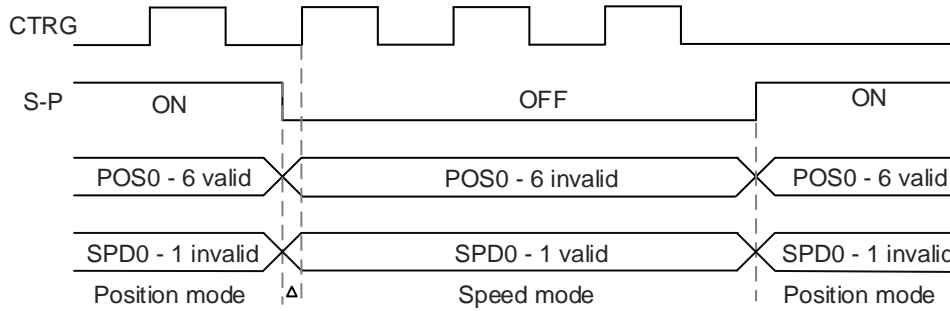 CTRG
S-P ON OFF ON
POS0 - 6 valid POS0 - 6 invalid POS0 - 6 valid
SPD0 - 1 invalid SPD0 - 1 valid SPD0 - 1 invalid
Position mode Δ Speed mode Position mode